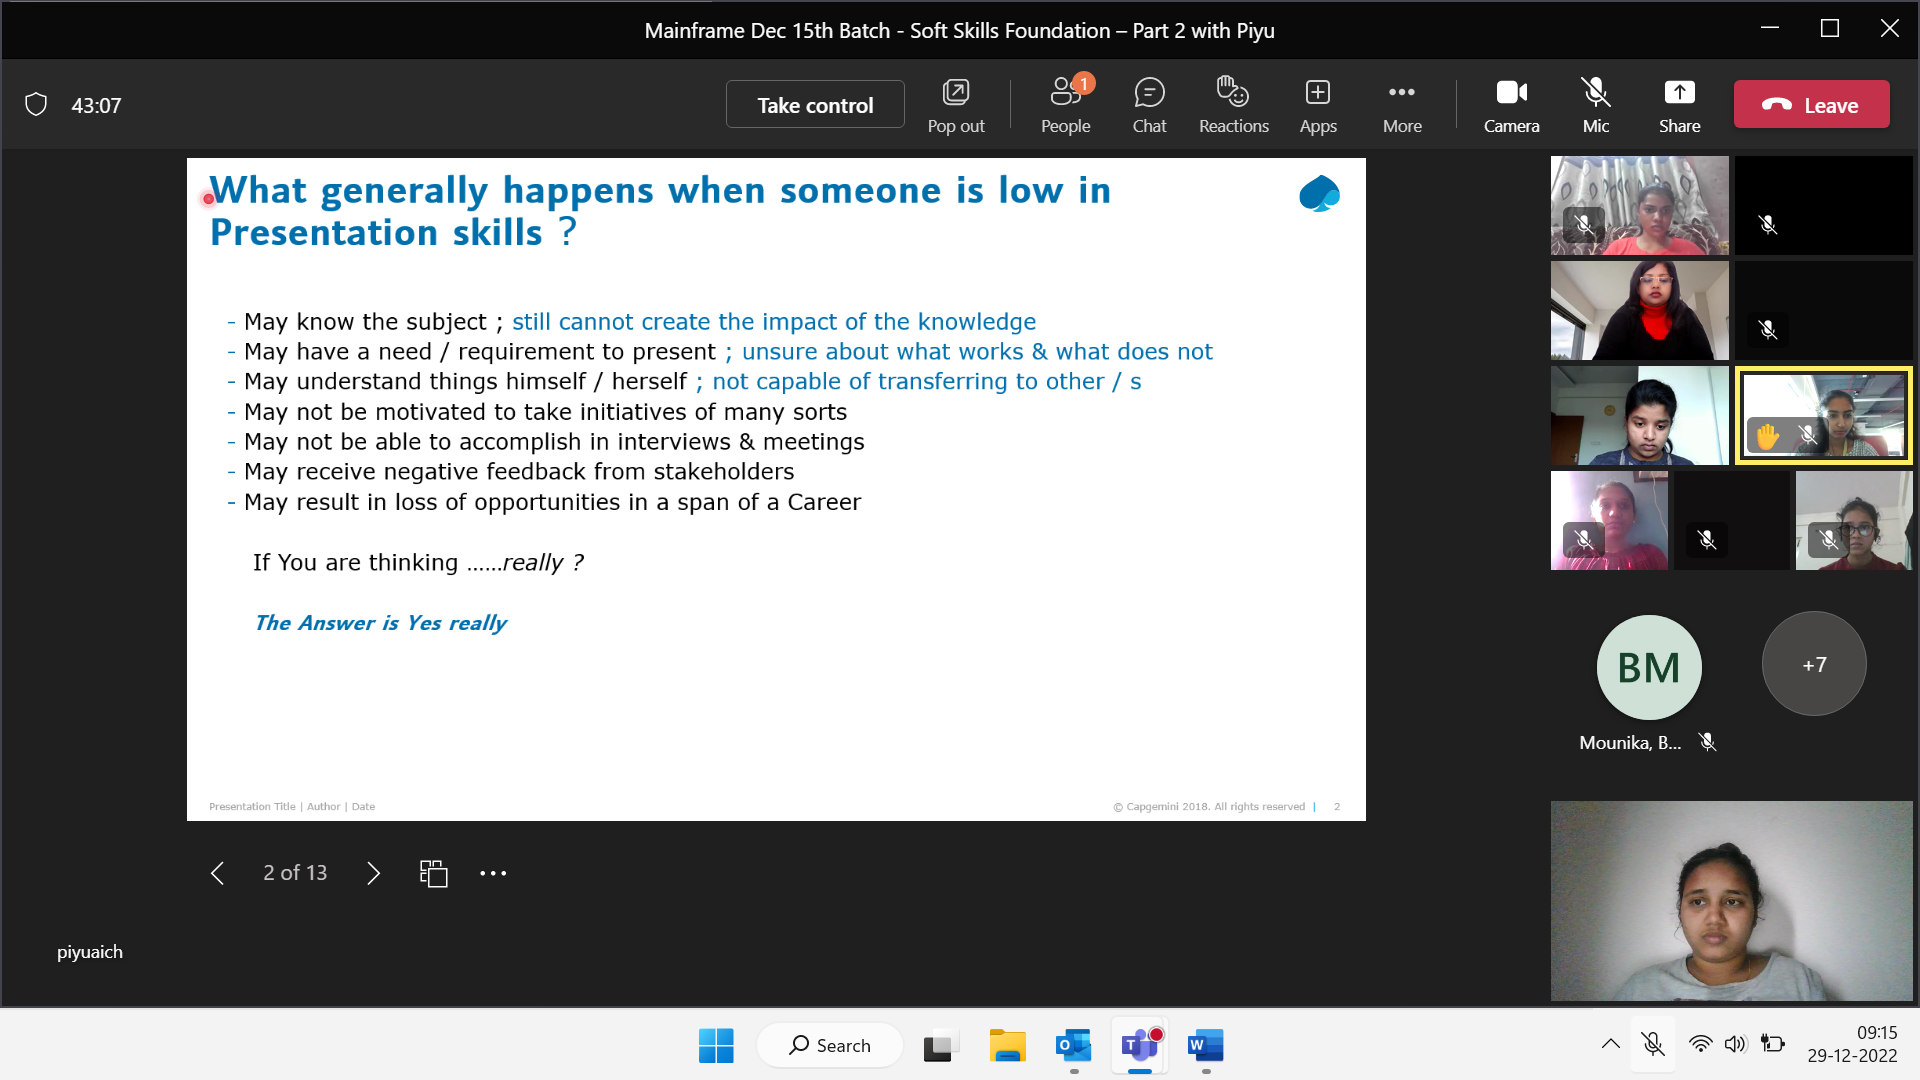 Mainframe Dec 15th Batch - Soft Skills Foundation – Part 2 with Piyu
43:07
Take control
Pop out
1
People
Chat
Reactions
Apps
More
Camera
Mic
Share
Leave
What generally happens when someone is low in
Presentation skills ?
- May know the subject ; still cannot create the impact of the knowledge
- May have a need / requirement to present ; unsure about what works & what does not
- May understand things himself / herself ; not capable of transferring to other / s
- May not be motivated to take initiatives of many sorts
- May not be able to accomplish in interviews & meetings
- May receive negative feedback from stakeholders
- May result in loss of opportunities in a span of a Career
If You are thinking ......really ?
The Answer is Yes really
Presentation Title | Author | Date
© Capgemini 2018. All rights reserved | 2
BM
+7
Mounika, B...
2 of 13
piyuaich
Search
O
T
W
09:15
29-12-2022